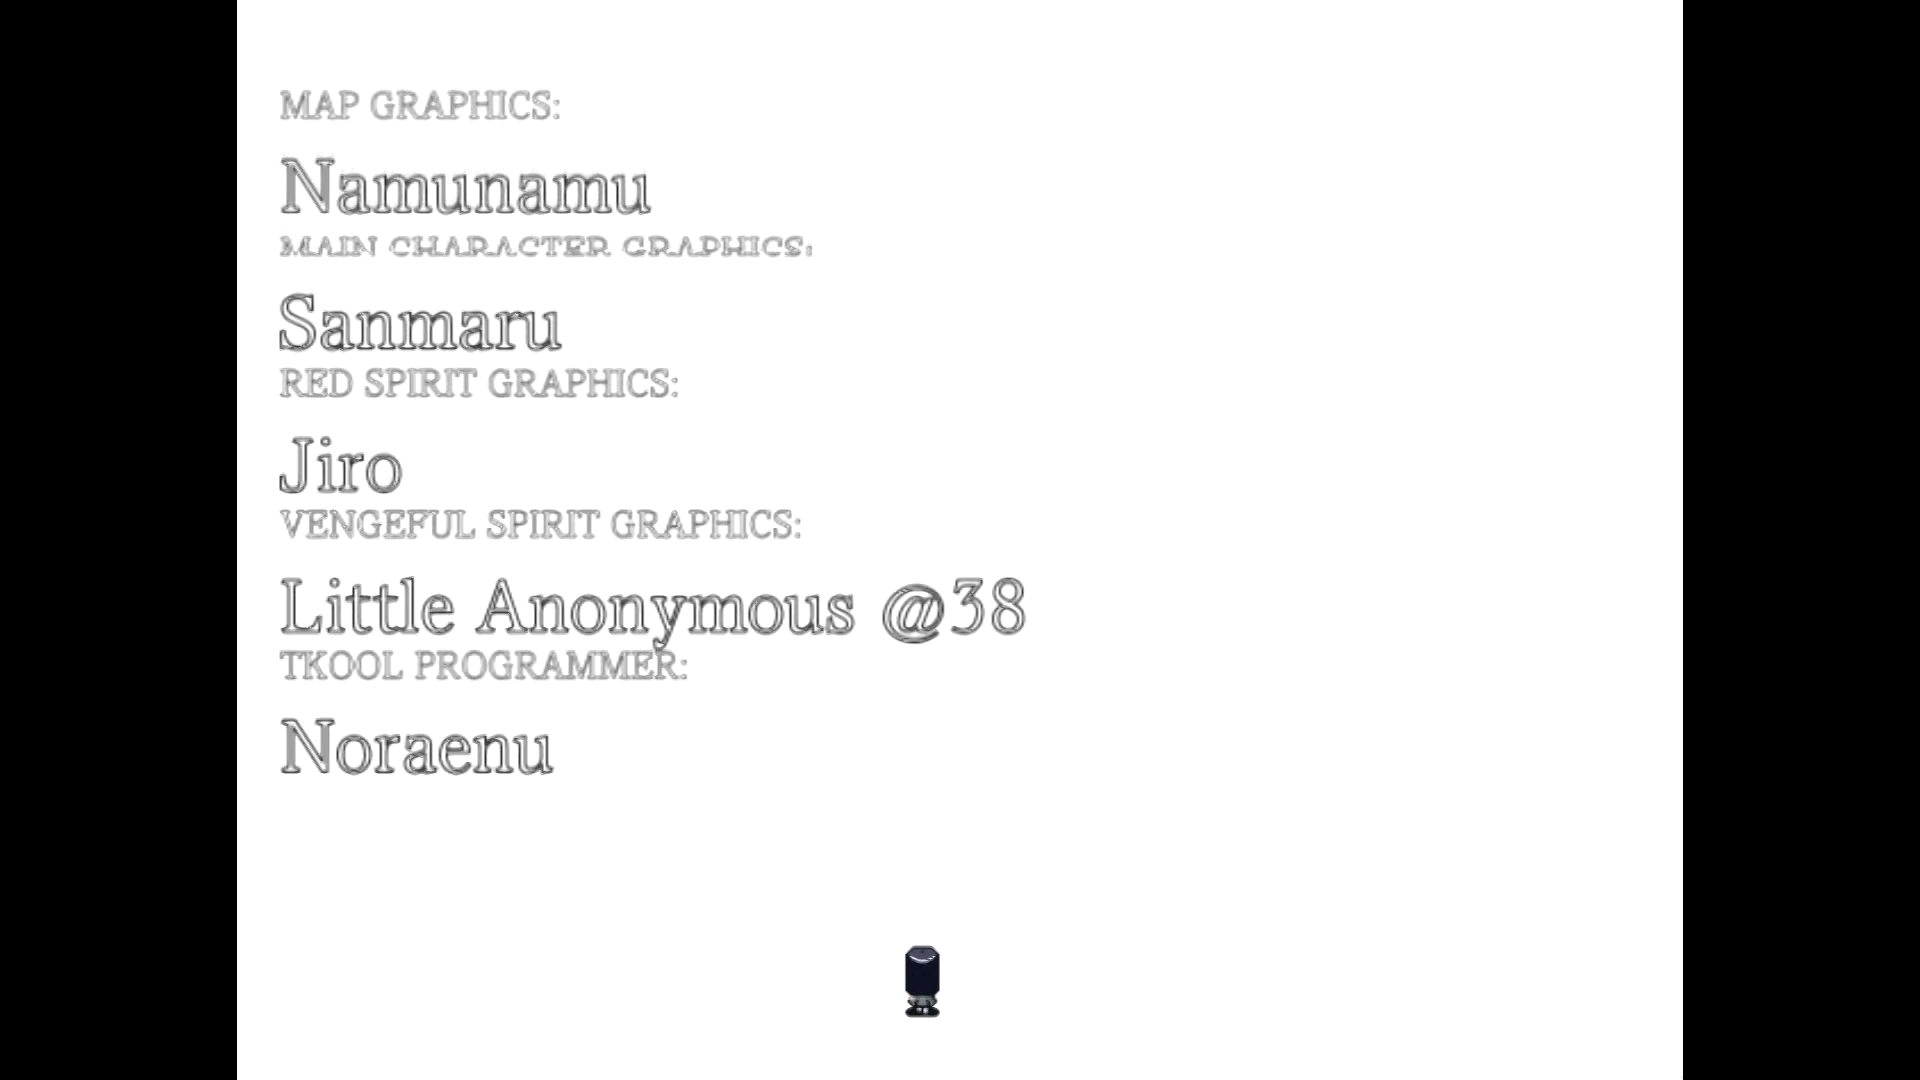 MAP GRAPHICS:
Namunamu
MAIN CHARACTER GRAPHICS:
Sanmaru
RED SPIRIT GRAPHICS:
Jiro
VENGEFUL SPIRIT GRAPHICS:
Little Anonymous @38
TKOOL PROGRAMMER:
Noraenu